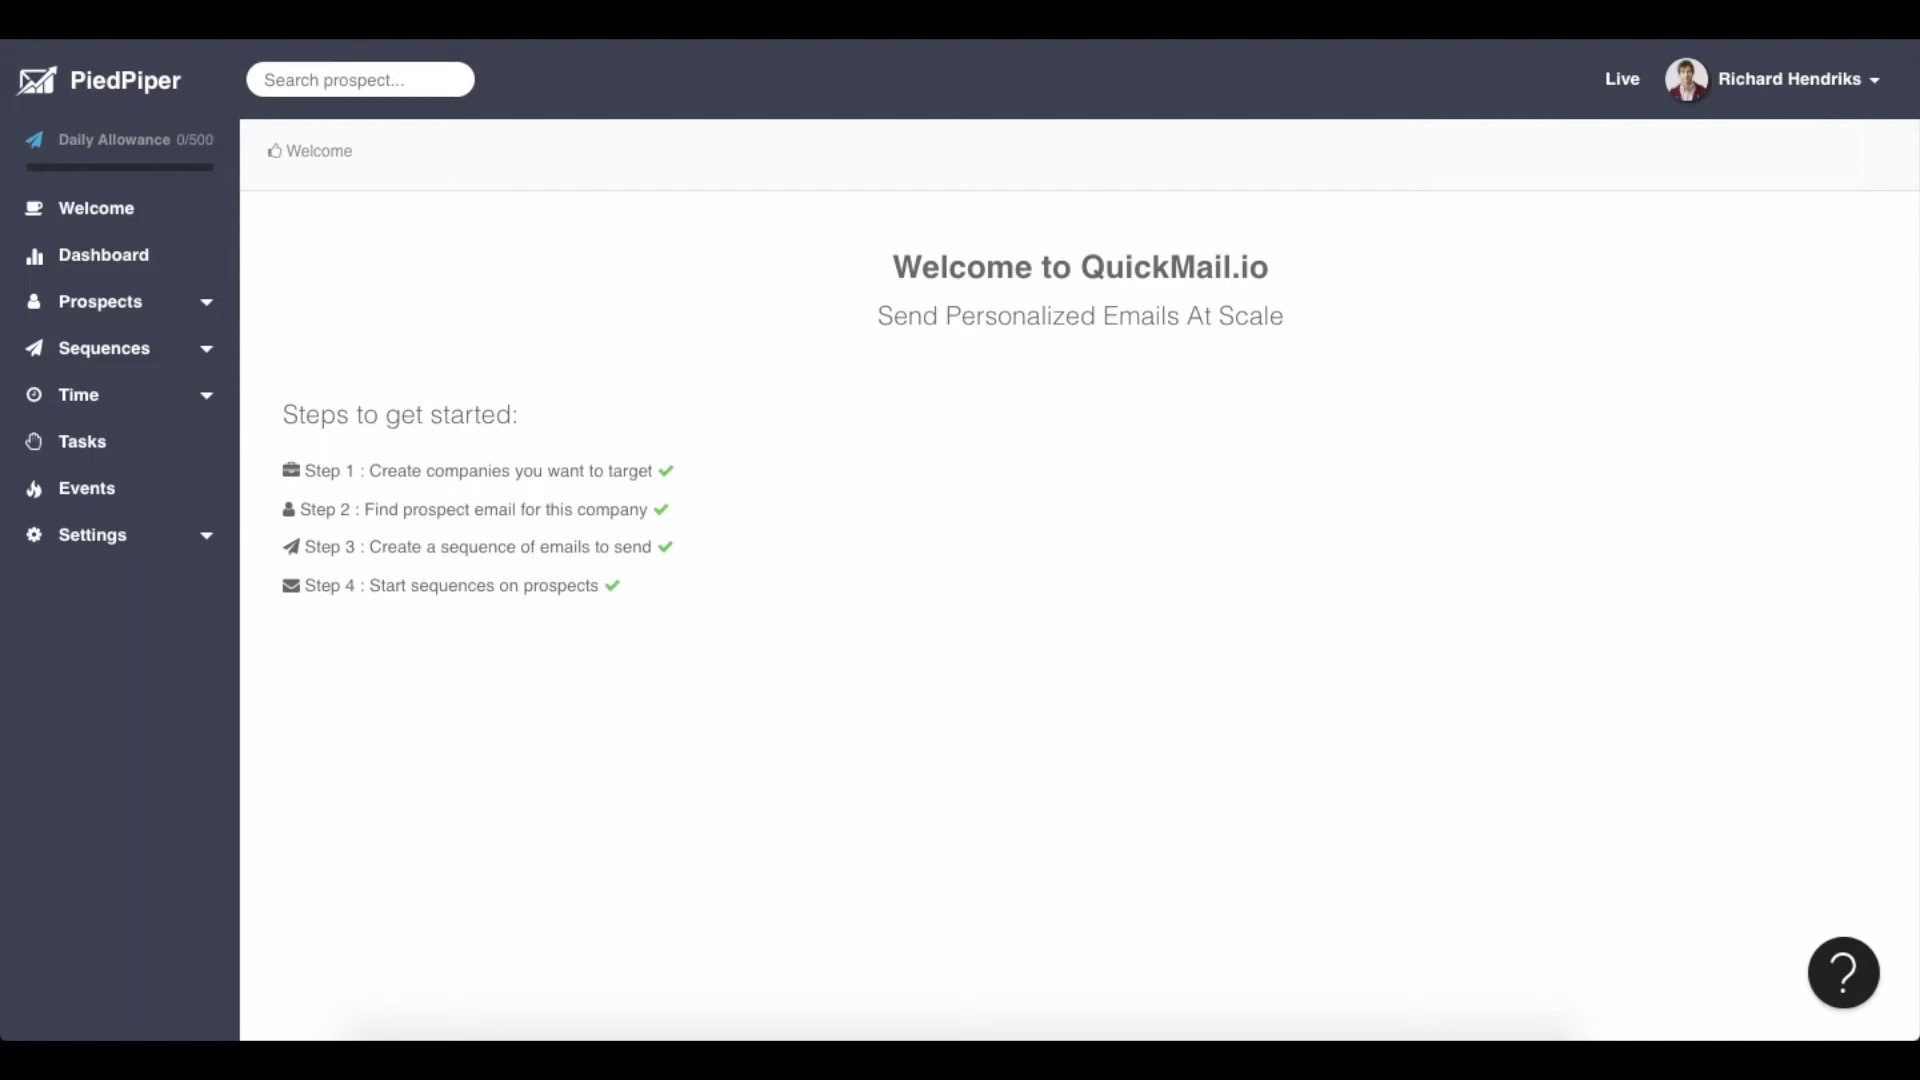 PiedPiper
Search prospect...
Live
Richard Hendriks
Daily Allowance 0/500
Welcome
Dashboard
Prospects
Sequences
Time
Tasks
Events
Settings
Welcome
Welcome to QuickMail.io
Send Personalized Emails At Scale
Steps to get started:
Step 1 : Create companies you want to target
Step 2 : Find prospect email for this company
Step 3 : Create a sequence of emails to send
Step 4 : Start sequences on prospects
?